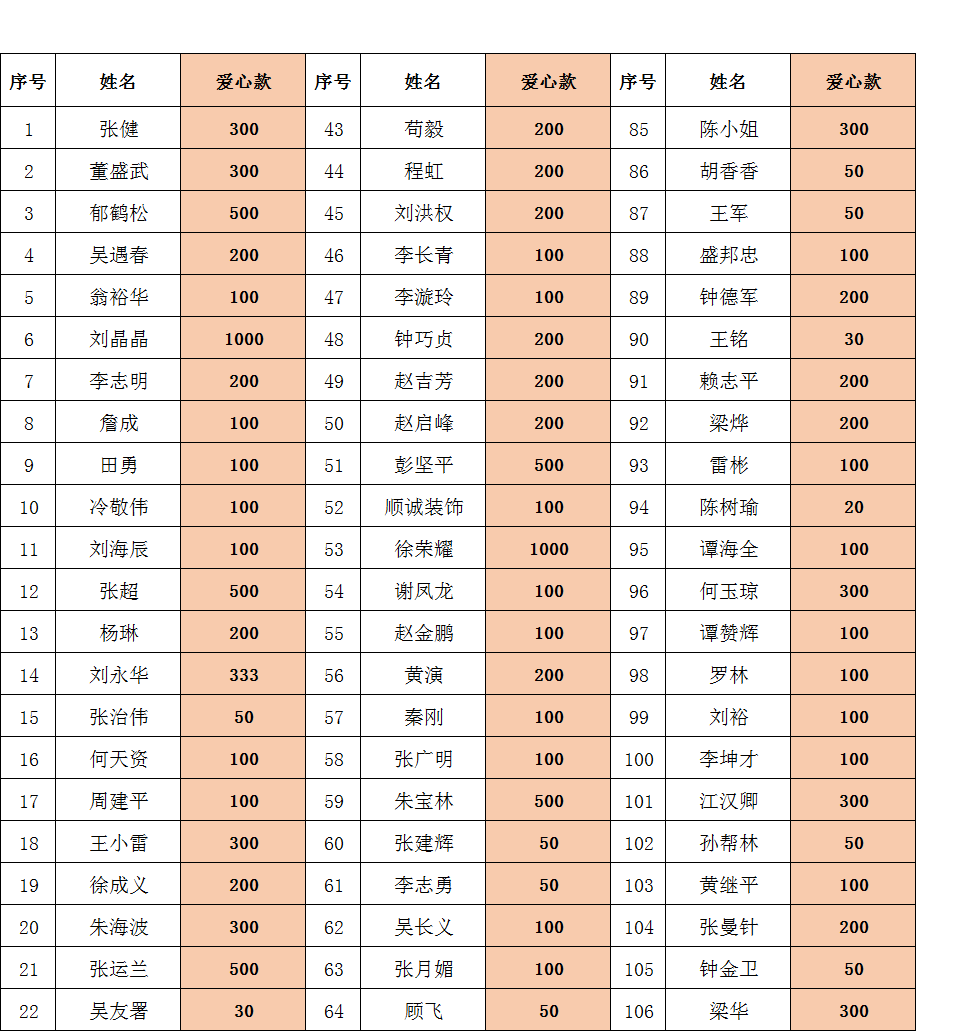 序号 姓名 爱心款 序号 姓名 爱心款 序号 姓名 爱心款
1 张健 300 43 荀毅 200 85 陈小姐 300
2 董盛武 300 44 程虹 200 86 胡香香 50
3 郁鹤松 500 45 刘洪权 200 87 王军 50
4 吴遇春 200 46 李长青 100 88 盛邦忠 100
5 翁裕华 100 47 李漩玲 100 89 钟德军 200
6 刘晶晶 1000 48 钟巧贞 200 90 王铭 30
7 李志明 200 49 赵吉芳 200 91 赖志平 200
8 詹成 100 50 赵启峰 200 92 梁烨 200
9 田勇 100 51 彭坚平 500 93 雷彬 100
10 冷敬伟 100 52 顺诚装饰 100 94 陈树瑜 20
11 刘海辰 100 53 徐荣耀 1000 95 谭海全 100
12 张超 500 54 谢凤龙 100 96 何玉琼 300
13 杨琳 200 55 赵金鹏 100 97 谭赞辉 100
14 刘永华 333 56 黄演 200 98 罗林 100
15 张治伟 50 57 秦刚 100 99 刘裕 100
16 何天资 100 58 张广明 100 100 李坤才 100
17 周建平 100 59 朱宝林 500 101 江汉卿 300
18 王小雷 300 60 张建辉 50 102 孙帮林 50
19 徐成义 200 61 李志勇 50 103 黄继平 100
20 朱海波 300 62 吴长义 100 104 张曼针 200
21 张运兰 500 63 张月媚 100 105 钟金卫 50
22 吴友署 30 64 顾飞 50 106 梁华 300